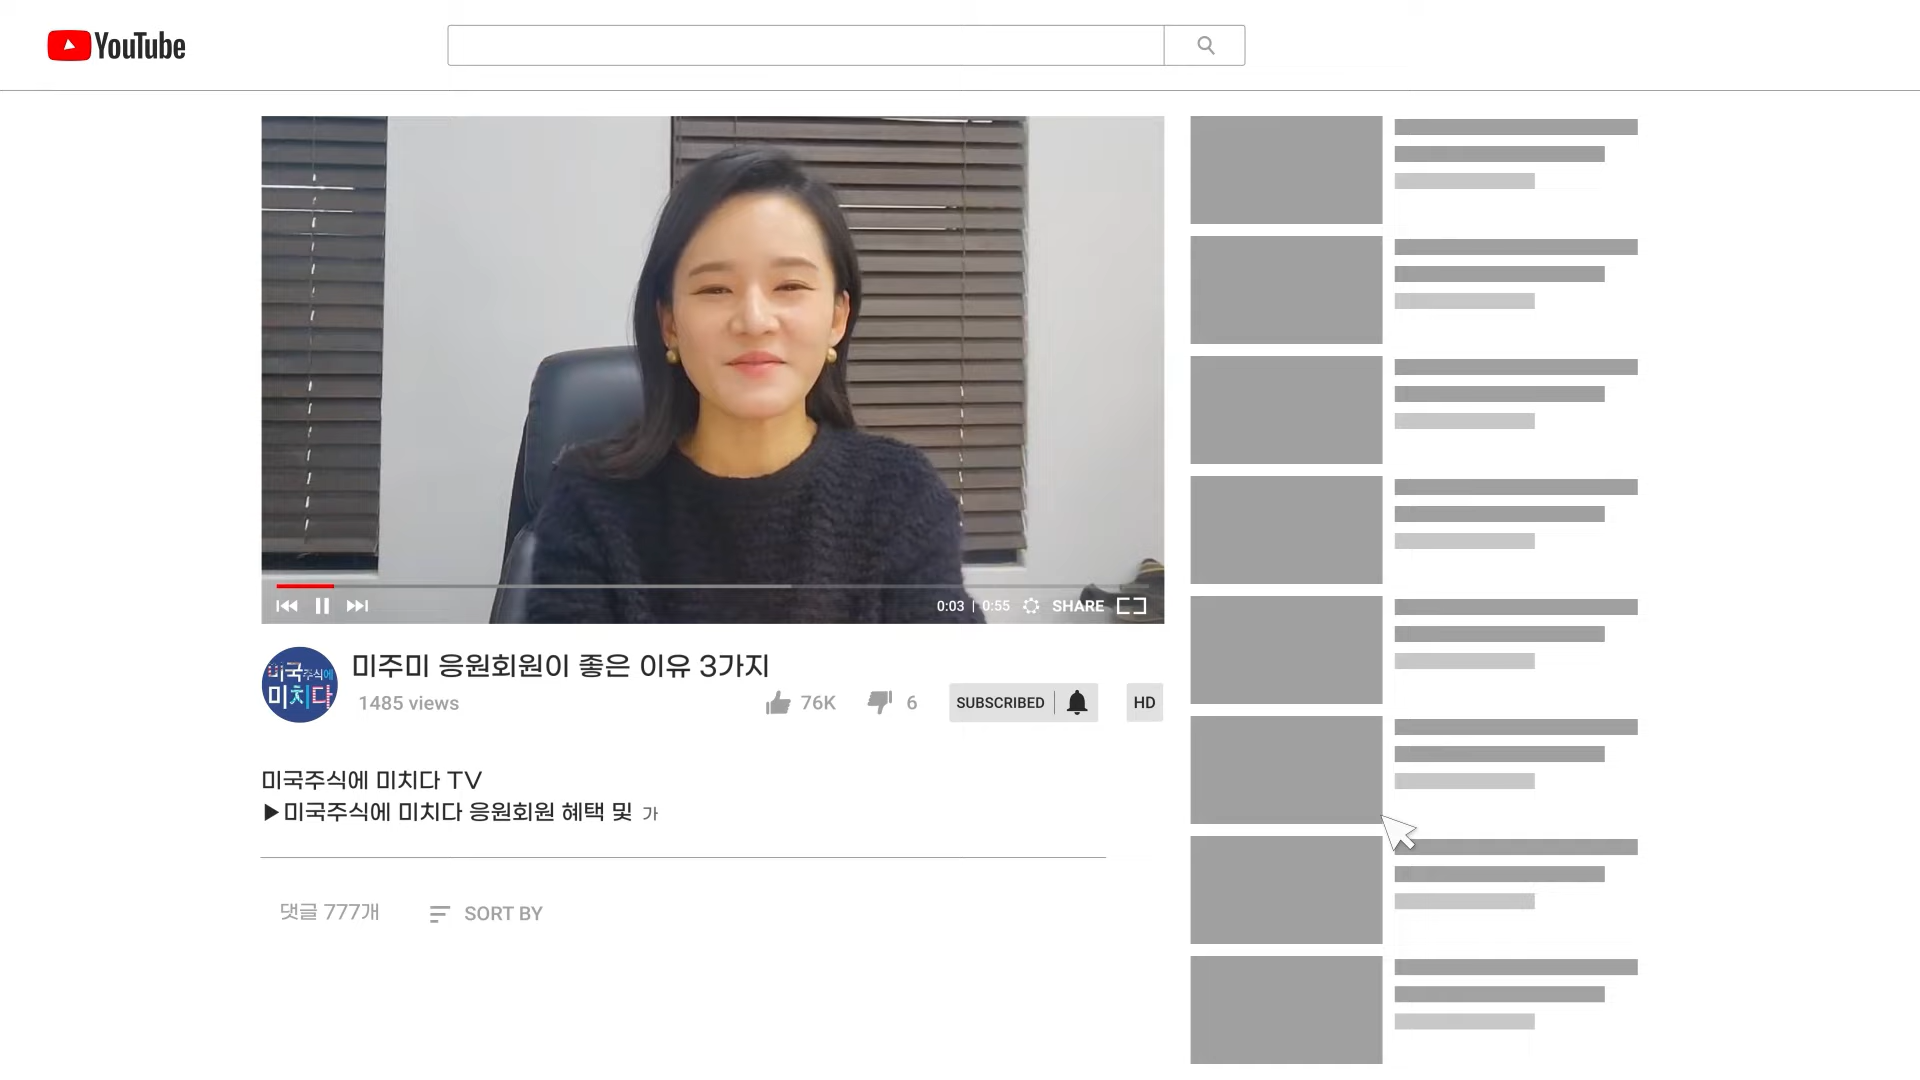 YouTube
0:03 | 0:55 SHARE
미국주식에
미치다
미주미 응원회원이 좋은 이유 3가지
1485 views
76K 6 SUBSCRIBED HD
미국주식에 미치다 TV
▶미국주식에 미치다 응원회원 혜택 및 가
댓글 777개 SORT BY